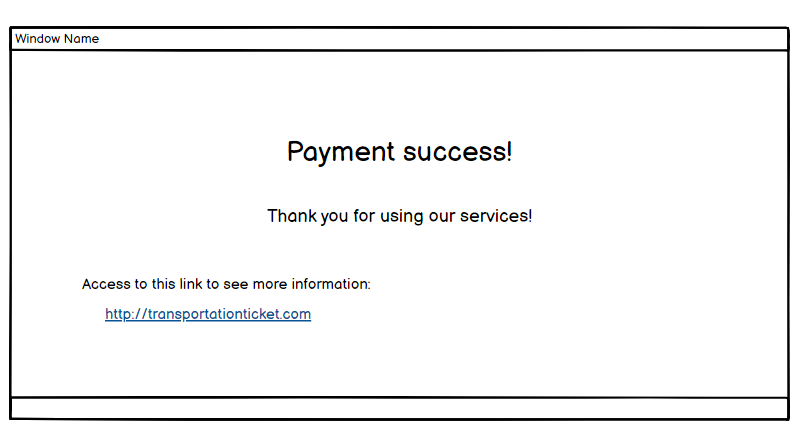 Window Name
Payment success!
Thank you for using our services!
Access to this link to see more information:
http://transportationticket.com